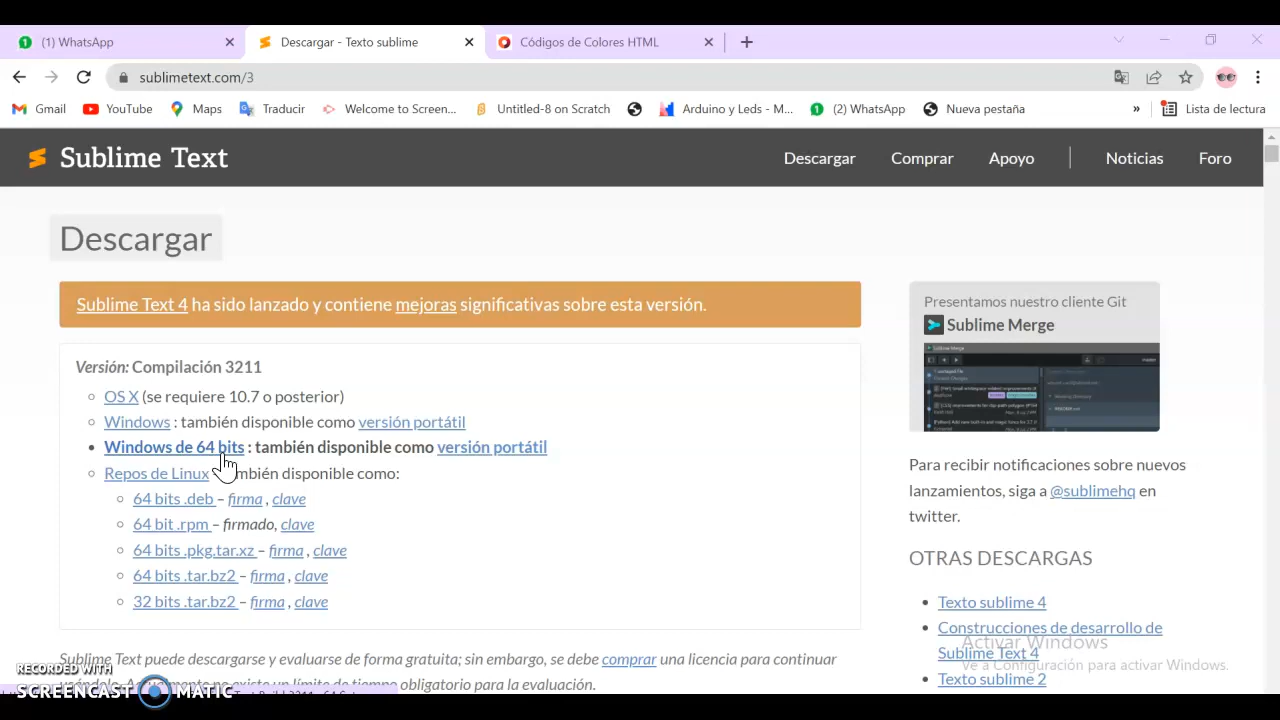 (1) WhatsApp
Descargar - Texto sublime
Códigos de Colores HTML
sublimetext.com/3
Gmail
YouTube
Maps
Traducir
Welcome to Screen...
Untitled-8 on Scratch
Arduino y Leds - M...
(2) WhatsApp
Nueva pestaña
»
Lista de lectura
Sublime Text
Descargar
Comprar
Apoyo
Noticias
Foro
Descargar
Sublime Text 4 ha sido lanzado y contiene mejoras significativas sobre esta versión.
Versión: Compilación 3211
OS X (se requiere 10.7 o posterior)
Windows : también disponible como versión portátil
Windows de 64 bits : también disponible como versión portátil
Repos de Linux también disponible como:
64 bits .deb – firma , clave
64 bit .rpm – firmado, clave
64 bits .pkg.tar.xz – firma , clave
64 bits .tar.bz2 – firma , clave
32 bits .tar.bz2 – firma , clave
Sublime Text puede descargarse y evaluarse de forma gratuita; sin embargo, se debe comprar una licencia para continuar
usándolo. Actualmente no existe un límite de tiempo obligatorio para la evaluación.
Presentamos nuestro cliente Git
Sublime Merge
Para recibir notificaciones sobre nuevos
lanzamientos, siga a @sublimehq en
twitter.
OTRAS DESCARGAS
Texto sublime 4
Construcciones de desarrollo de
Sublime Text 4
Texto sublime 2
Activar Windows
Ve a Configuración para activar Windows.
RECORDED WITH
SCREENCAST MATIC